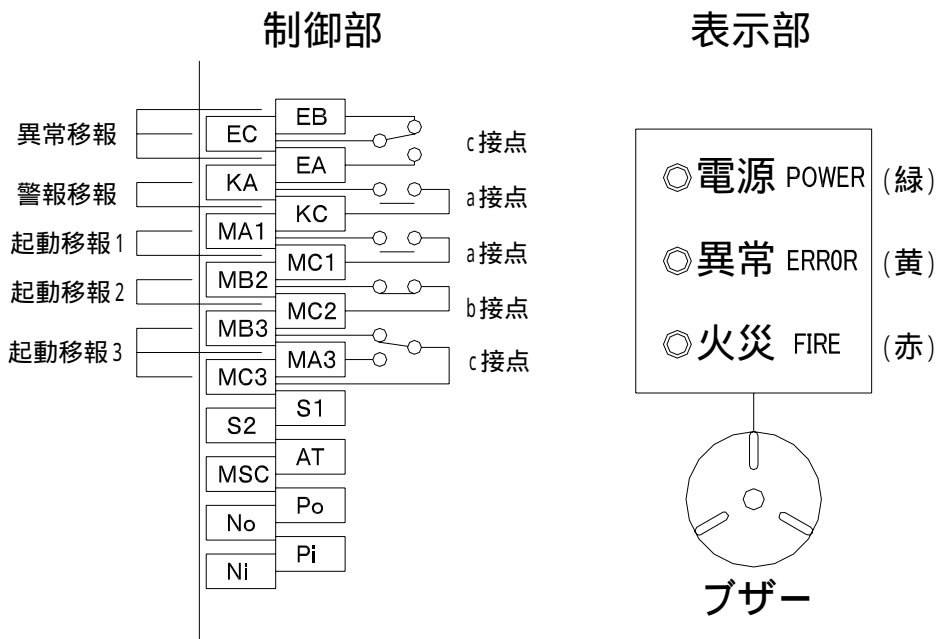 制御部
表示部
異常移報
EB
EC
c接点
EA
KA
警報移報
a接点
KC
MA1
起動移報1
a接点
MC1
MB2
起動移報2
b接点
MC2
MB3
起動移報3
c接点
MA3
MC3
S1
S2
AT
MSC
Po
No
Pi
Ni
電源 POWER (緑)
異常 ERROR (黄)
火災 FIRE (赤)
ブザー